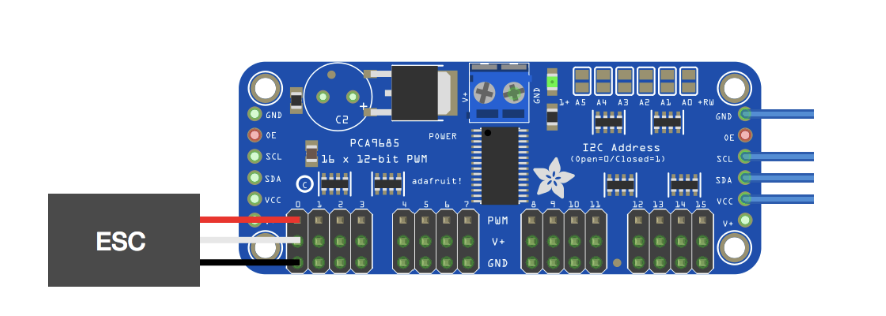 V+
GND
1+ A5 A4 A3 A2 A1 A0 +RW
C2
+
GND
OE
SCL
SDA
VCC
POWER
PCA9685
16 x 12-bit PWM
adafruit!
C
I2C Address
(Open=0/Closed=1)
GND
OE
SCL
SDA
VCC
V+
ESC
0 1 2 3 4 5 6 7 8 9 10 11 12 13 14 15
PWM
V+
GND